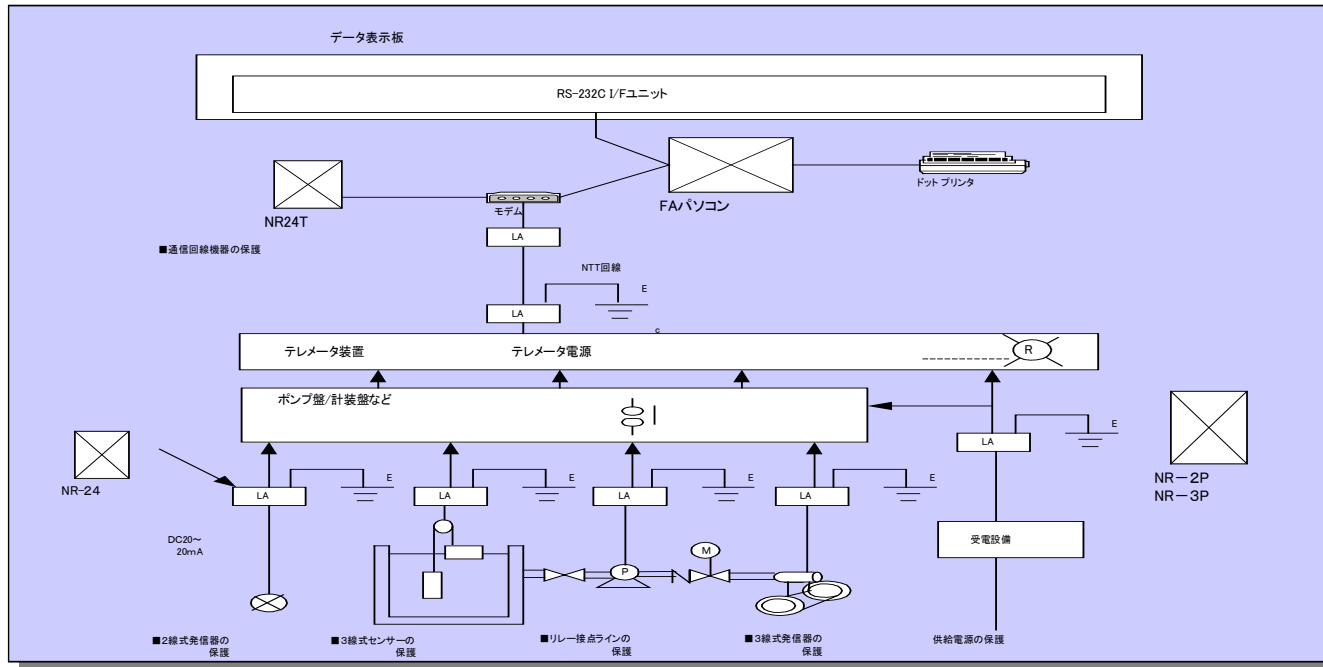 データ表示板
RS-232C I/Fユニット
ドットプリンタ
モデム
FAパソコン
NR24T
LA
■通信回線機器の保護
NTT回線
E
LA
c
テレメータ装置
テレメータ電源
R
ポンプ盤/計装盤など
E
LA
NR-24
NR－2P
NR－3P
LA
E
LA
E
LA
E
LA
E
DC20～
20mA
受電設備
M
P
■2線式発信器の
保護
■3線式センサーの
保護
■リレー接点ラインの
保護
■3線式発信器の
保護
供給電源の保護